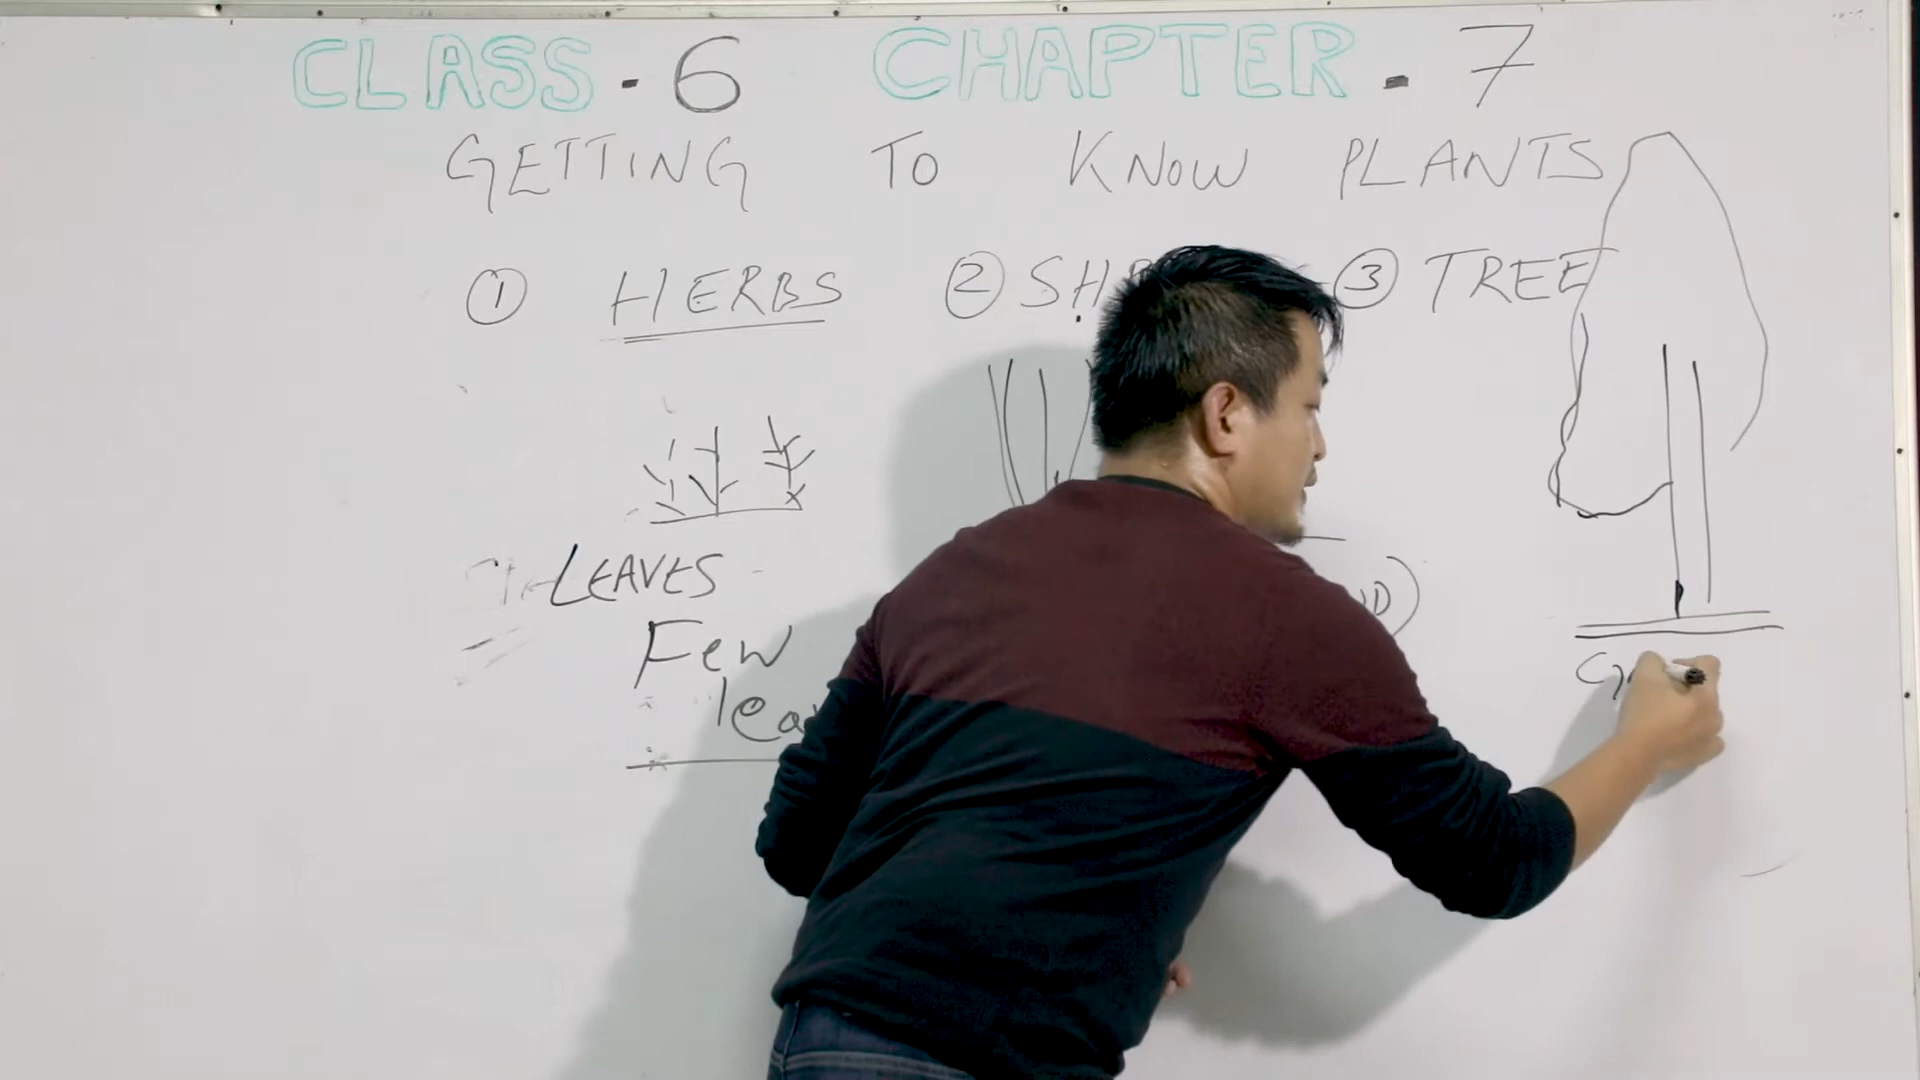 CLASS - 6 CHAPTER - 7
GETTING TO KNOW PLANTS
① HERBS ② SH ③ TREE
LEAVES
Few
lea